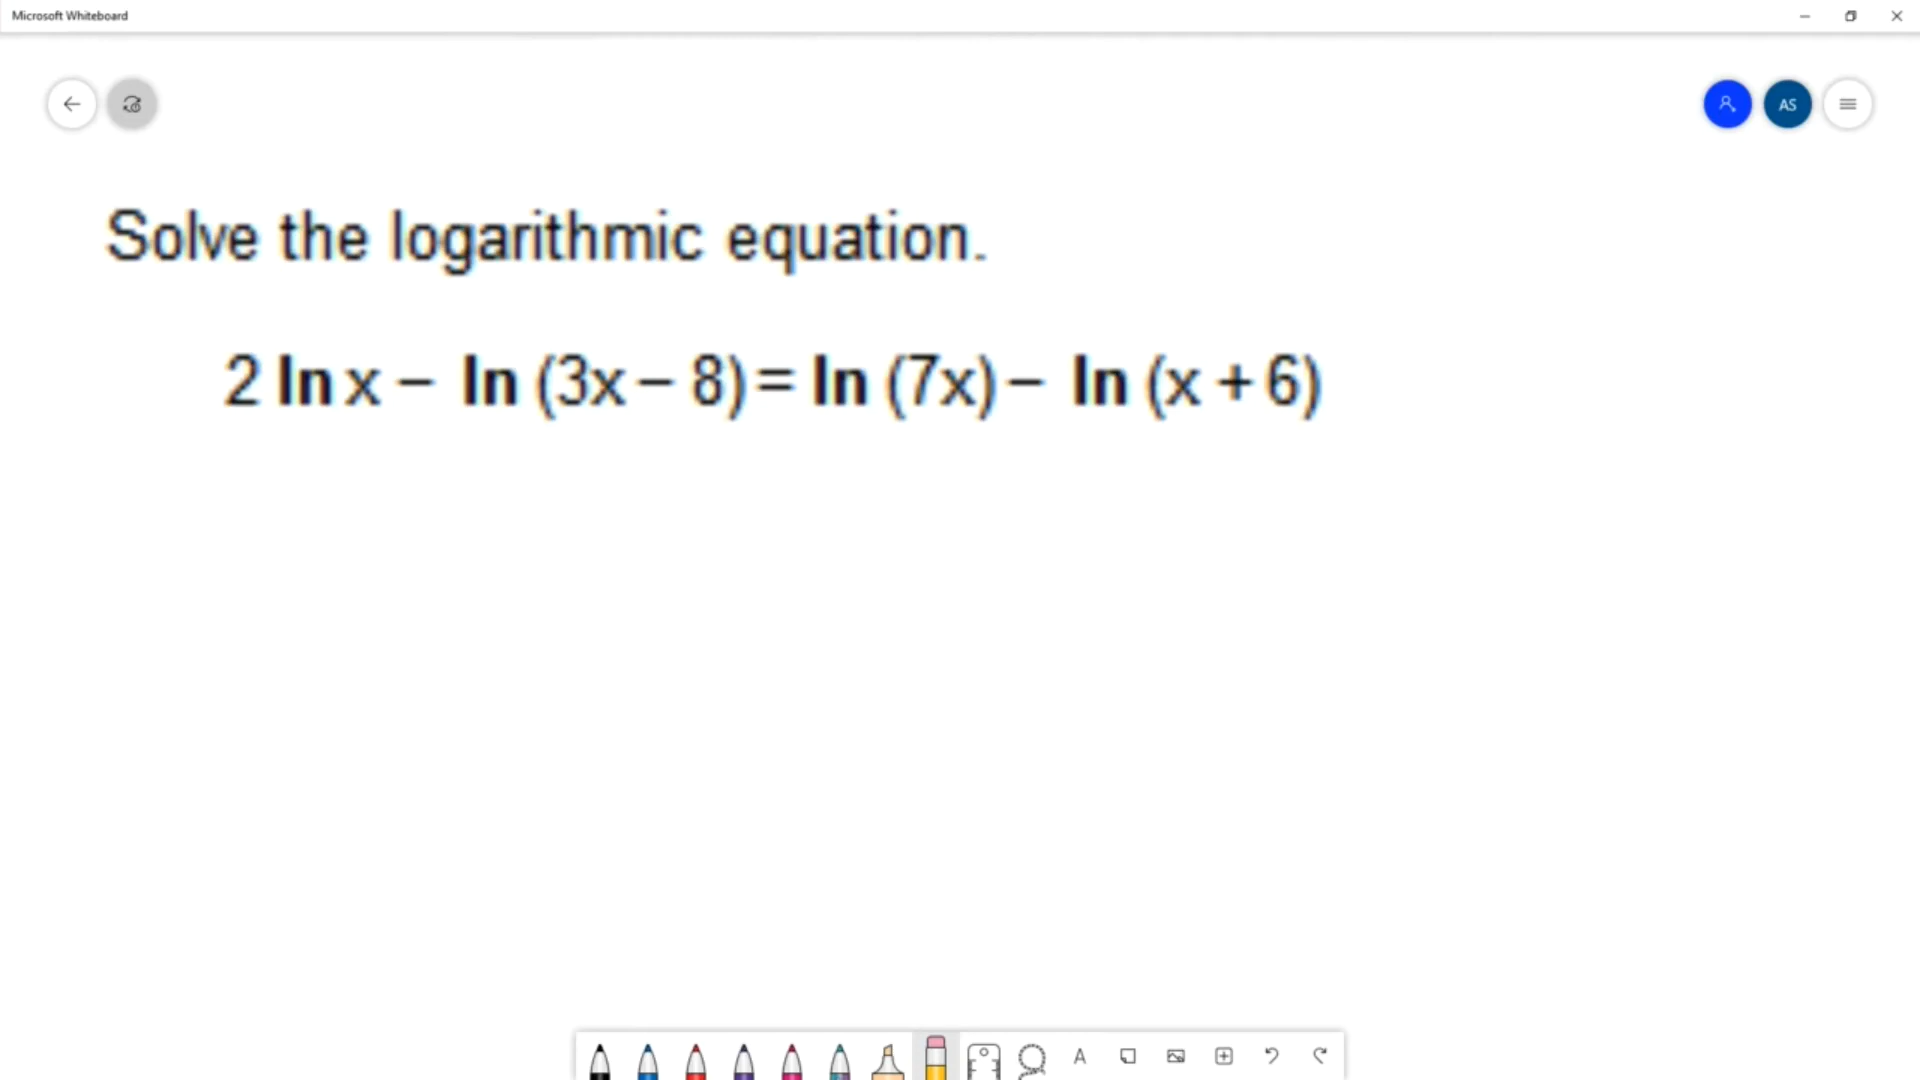 Microsoft Whiteboard
AS
Solve the logarithmic equation.
2 ln x − ln (3x − 8) = ln (7x) − ln (x + 6)
A